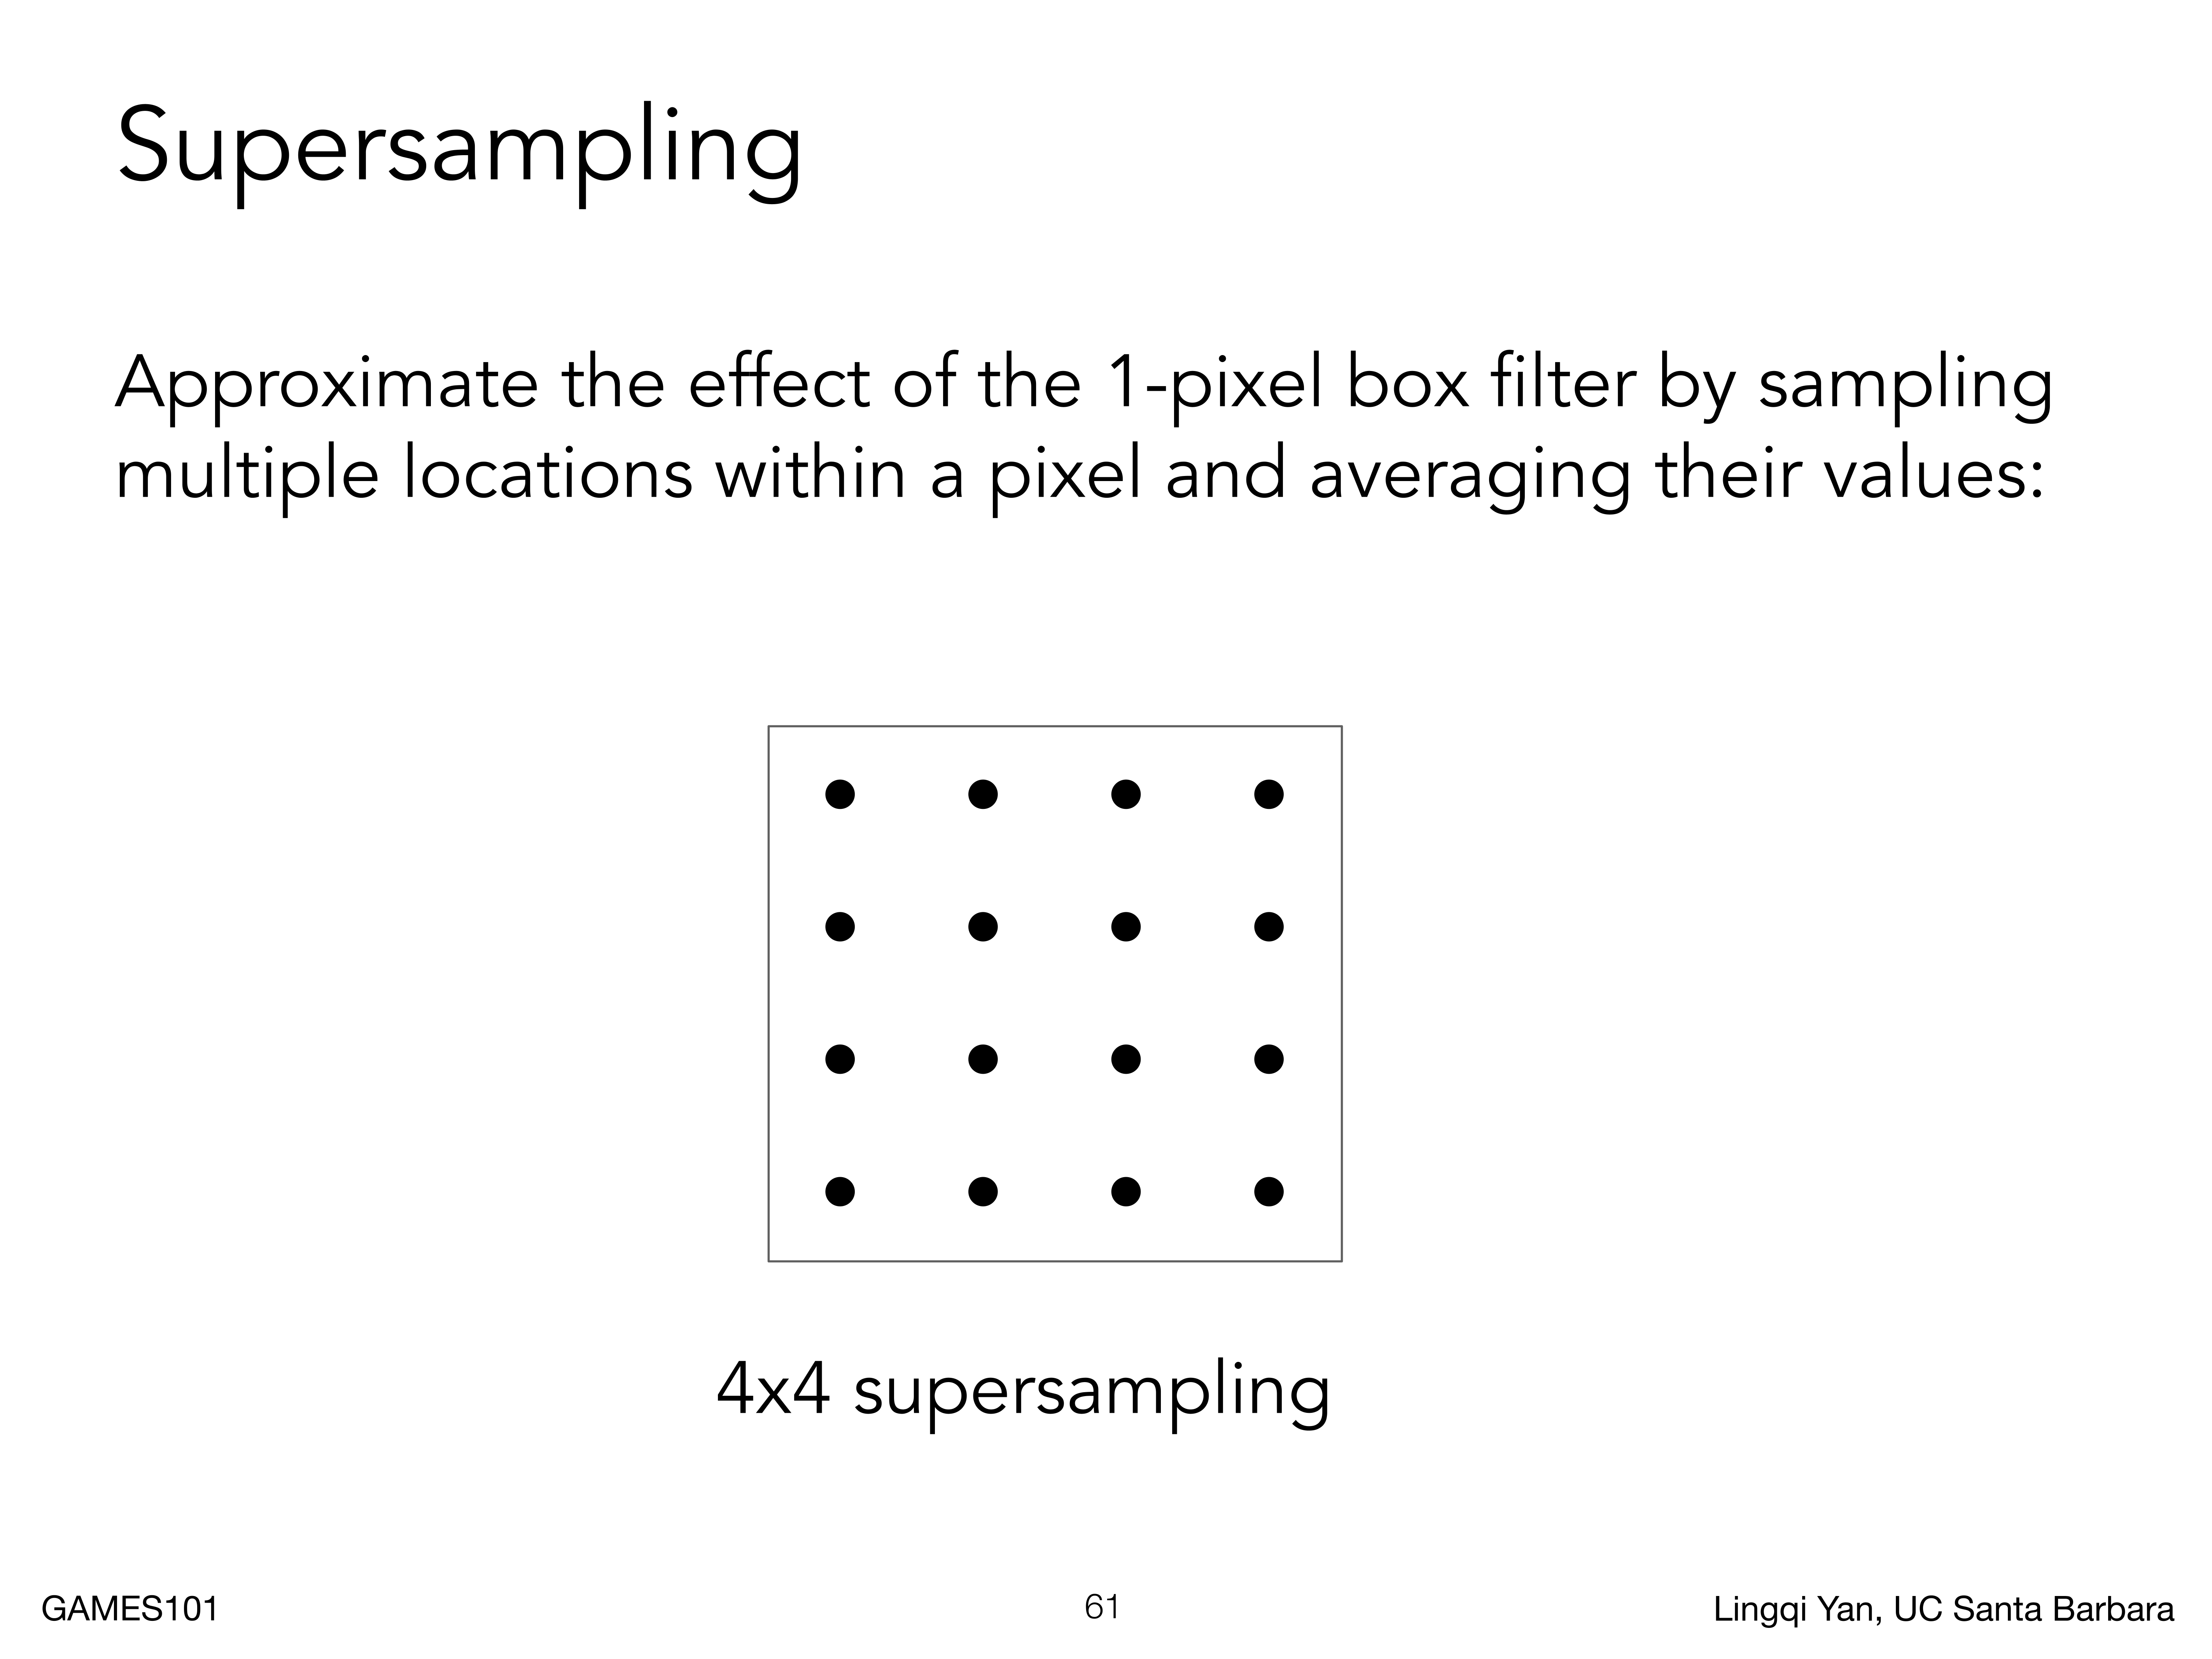 Supersampling
Approximate the effect of the 1-pixel box filter by sampling
multiple locations within a pixel and averaging their values:
4x4 supersampling
GAMES101
61
Lingqi Yan, UC Santa Barbara